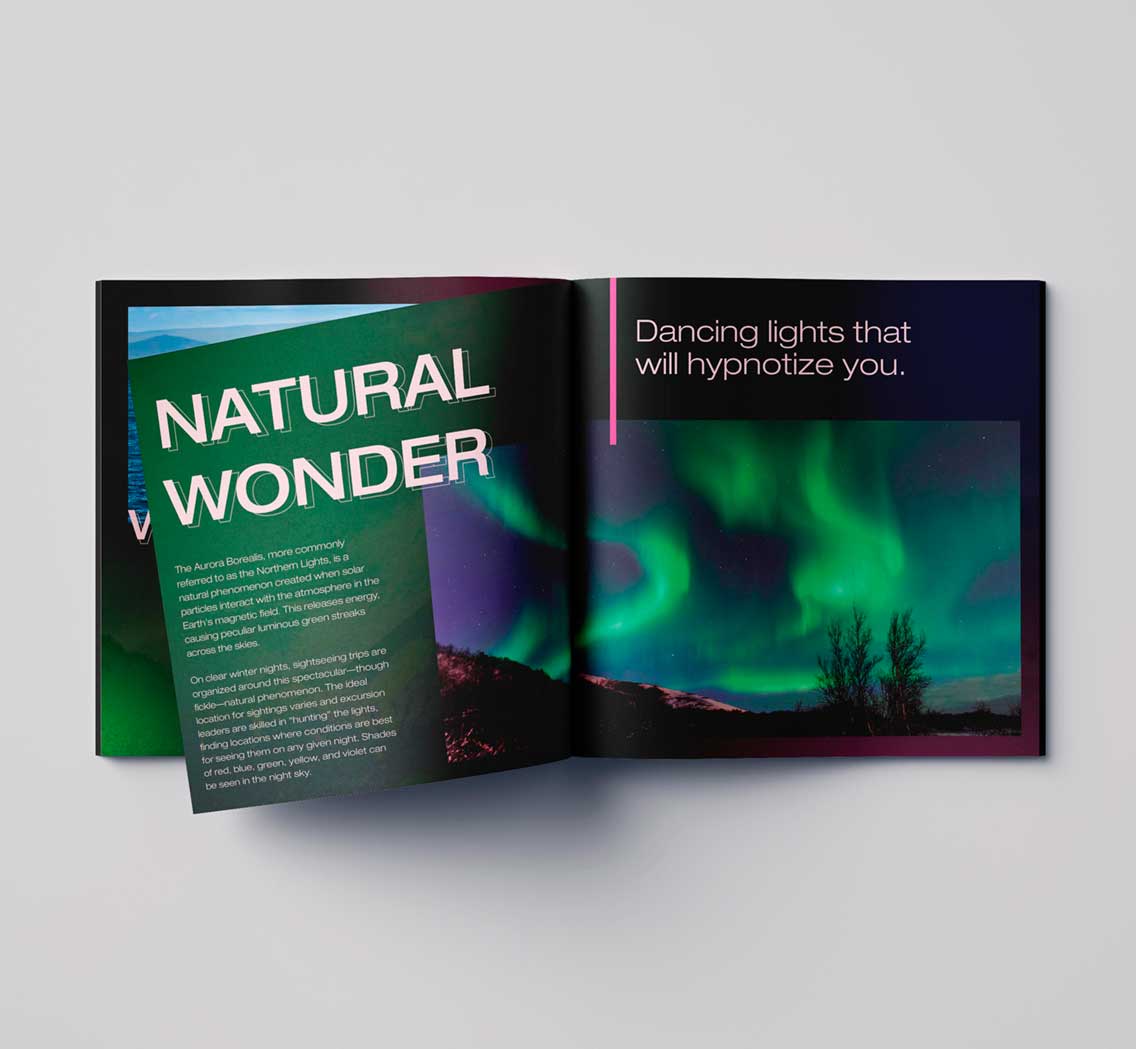 NATURAL
WONDER
The Aurora Borealis, more commonly
referred to as the Northern Lights, is a
natural phenomenon created when solar
particles interact with the atmosphere in the
Earth's magnetic field. This releases energy,
causing peculiar luminous green streaks
across the skies.
On clear winter nights, sightseeing trips are
organized around this spectacular—though
fickle—natural phenomenon. The ideal
location for sightings varies and excursion
leaders are skilled in "hunting" the lights,
finding locations where conditions are best
for seeing them on any given night. Shades
of red, blue, green, yellow, and violet can
be seen in the night sky.
Dancing lights that
will hypnotize you.